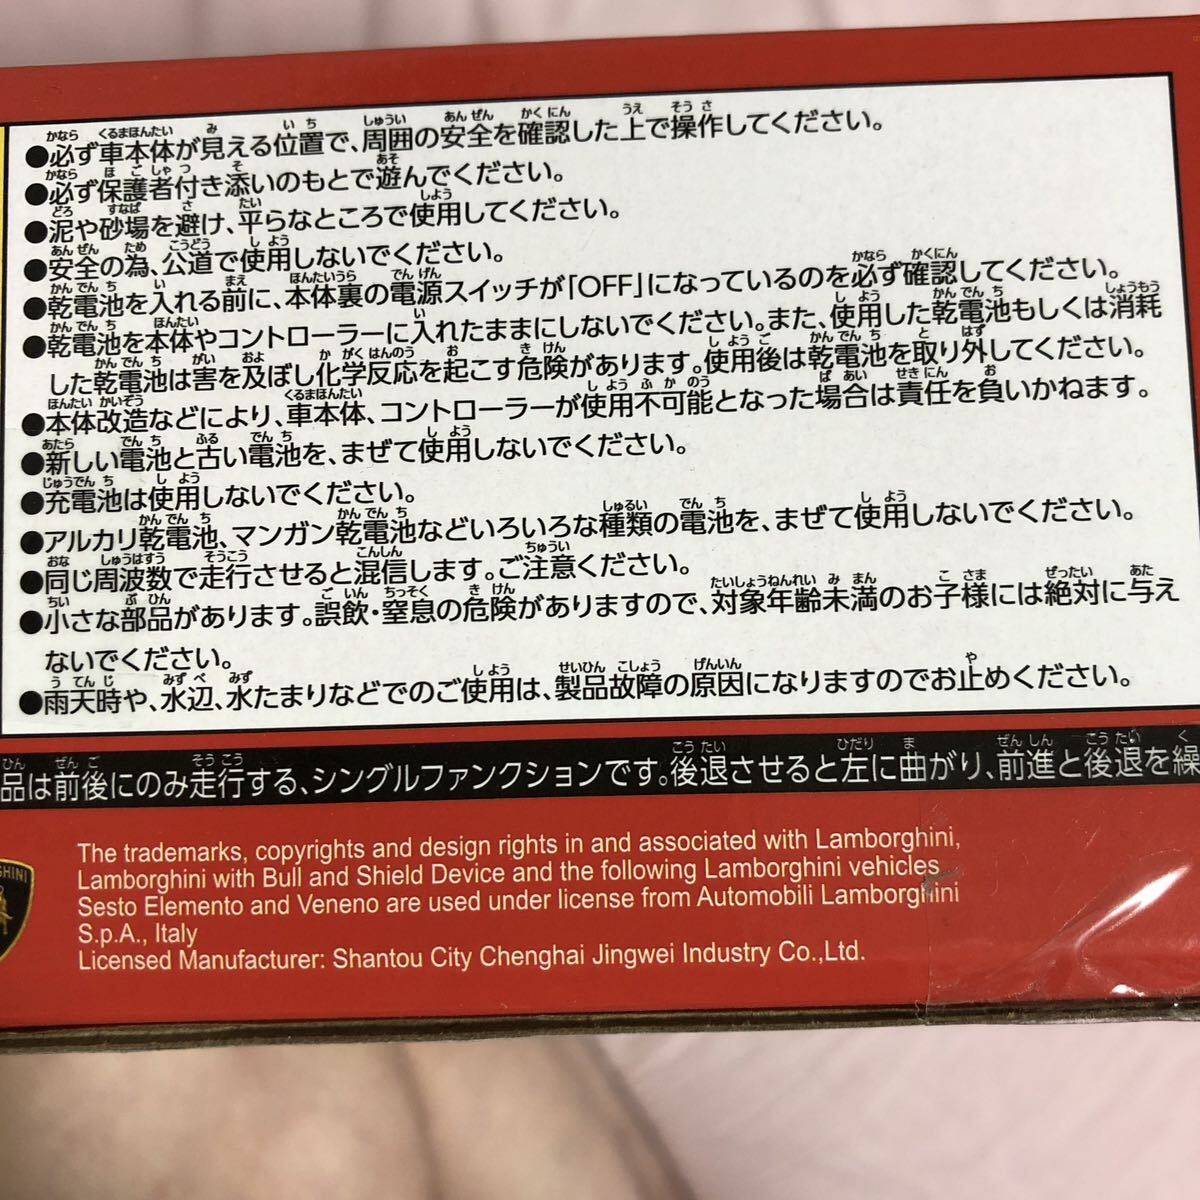 ●必ず車本体が見える位置で、周囲の安全を確認した上で操作してください。
●必ず保護者付き添いのもとで遊んでください。
●泥や砂場を避け、平らなところで使用してください。
●安全の為、公道で使用しないでください。
●乾電池を入れる前に、本体裏の電源スイッチが「OFF」になっているのを必ず確認してください。
●乾電池を本体やコントローラーに入れたままにしないでください。また、使用した乾電池もしくは消耗
した乾電池は害を及ぼし化学反応を起こす危険があります。使用後は乾電池を取り外してください。
●本体改造などにより、車本体、コントローラーが使用不可能となった場合は責任を負いかねます。
●新しい電池と古い電池を、まぜて使用しないでください。
●充電池は使用しないでください。
●アルカリ乾電池、マンガン乾電池などいろいろな種類の電池を、まぜて使用しないでください。
●同じ周波数で走行させると混信します。ご注意ください。
●小さな部品があります。誤飲・窒息の危険がありますので、対象年齢未満のお子様には絶対に与え
ないでください。
●雨天時や、水辺、水たまりなどでのご使用は、製品故障の原因になりますのでお止めください。
品は前後にのみ走行する、シングルファンクションです。後退させると左に曲がり、前進と後退を繰
The trademarks, copyrights and design rights in and associated with Lamborghini,
Lamborghini with Bull and Shield Device and the following Lamborghini vehicles
Sesto Elemento and Veneno are used under license from Automobili Lamborghini
S.p.A., Italy
Licensed Manufacturer: Shantou City Chenghai Jingwei Industry Co.,Ltd.